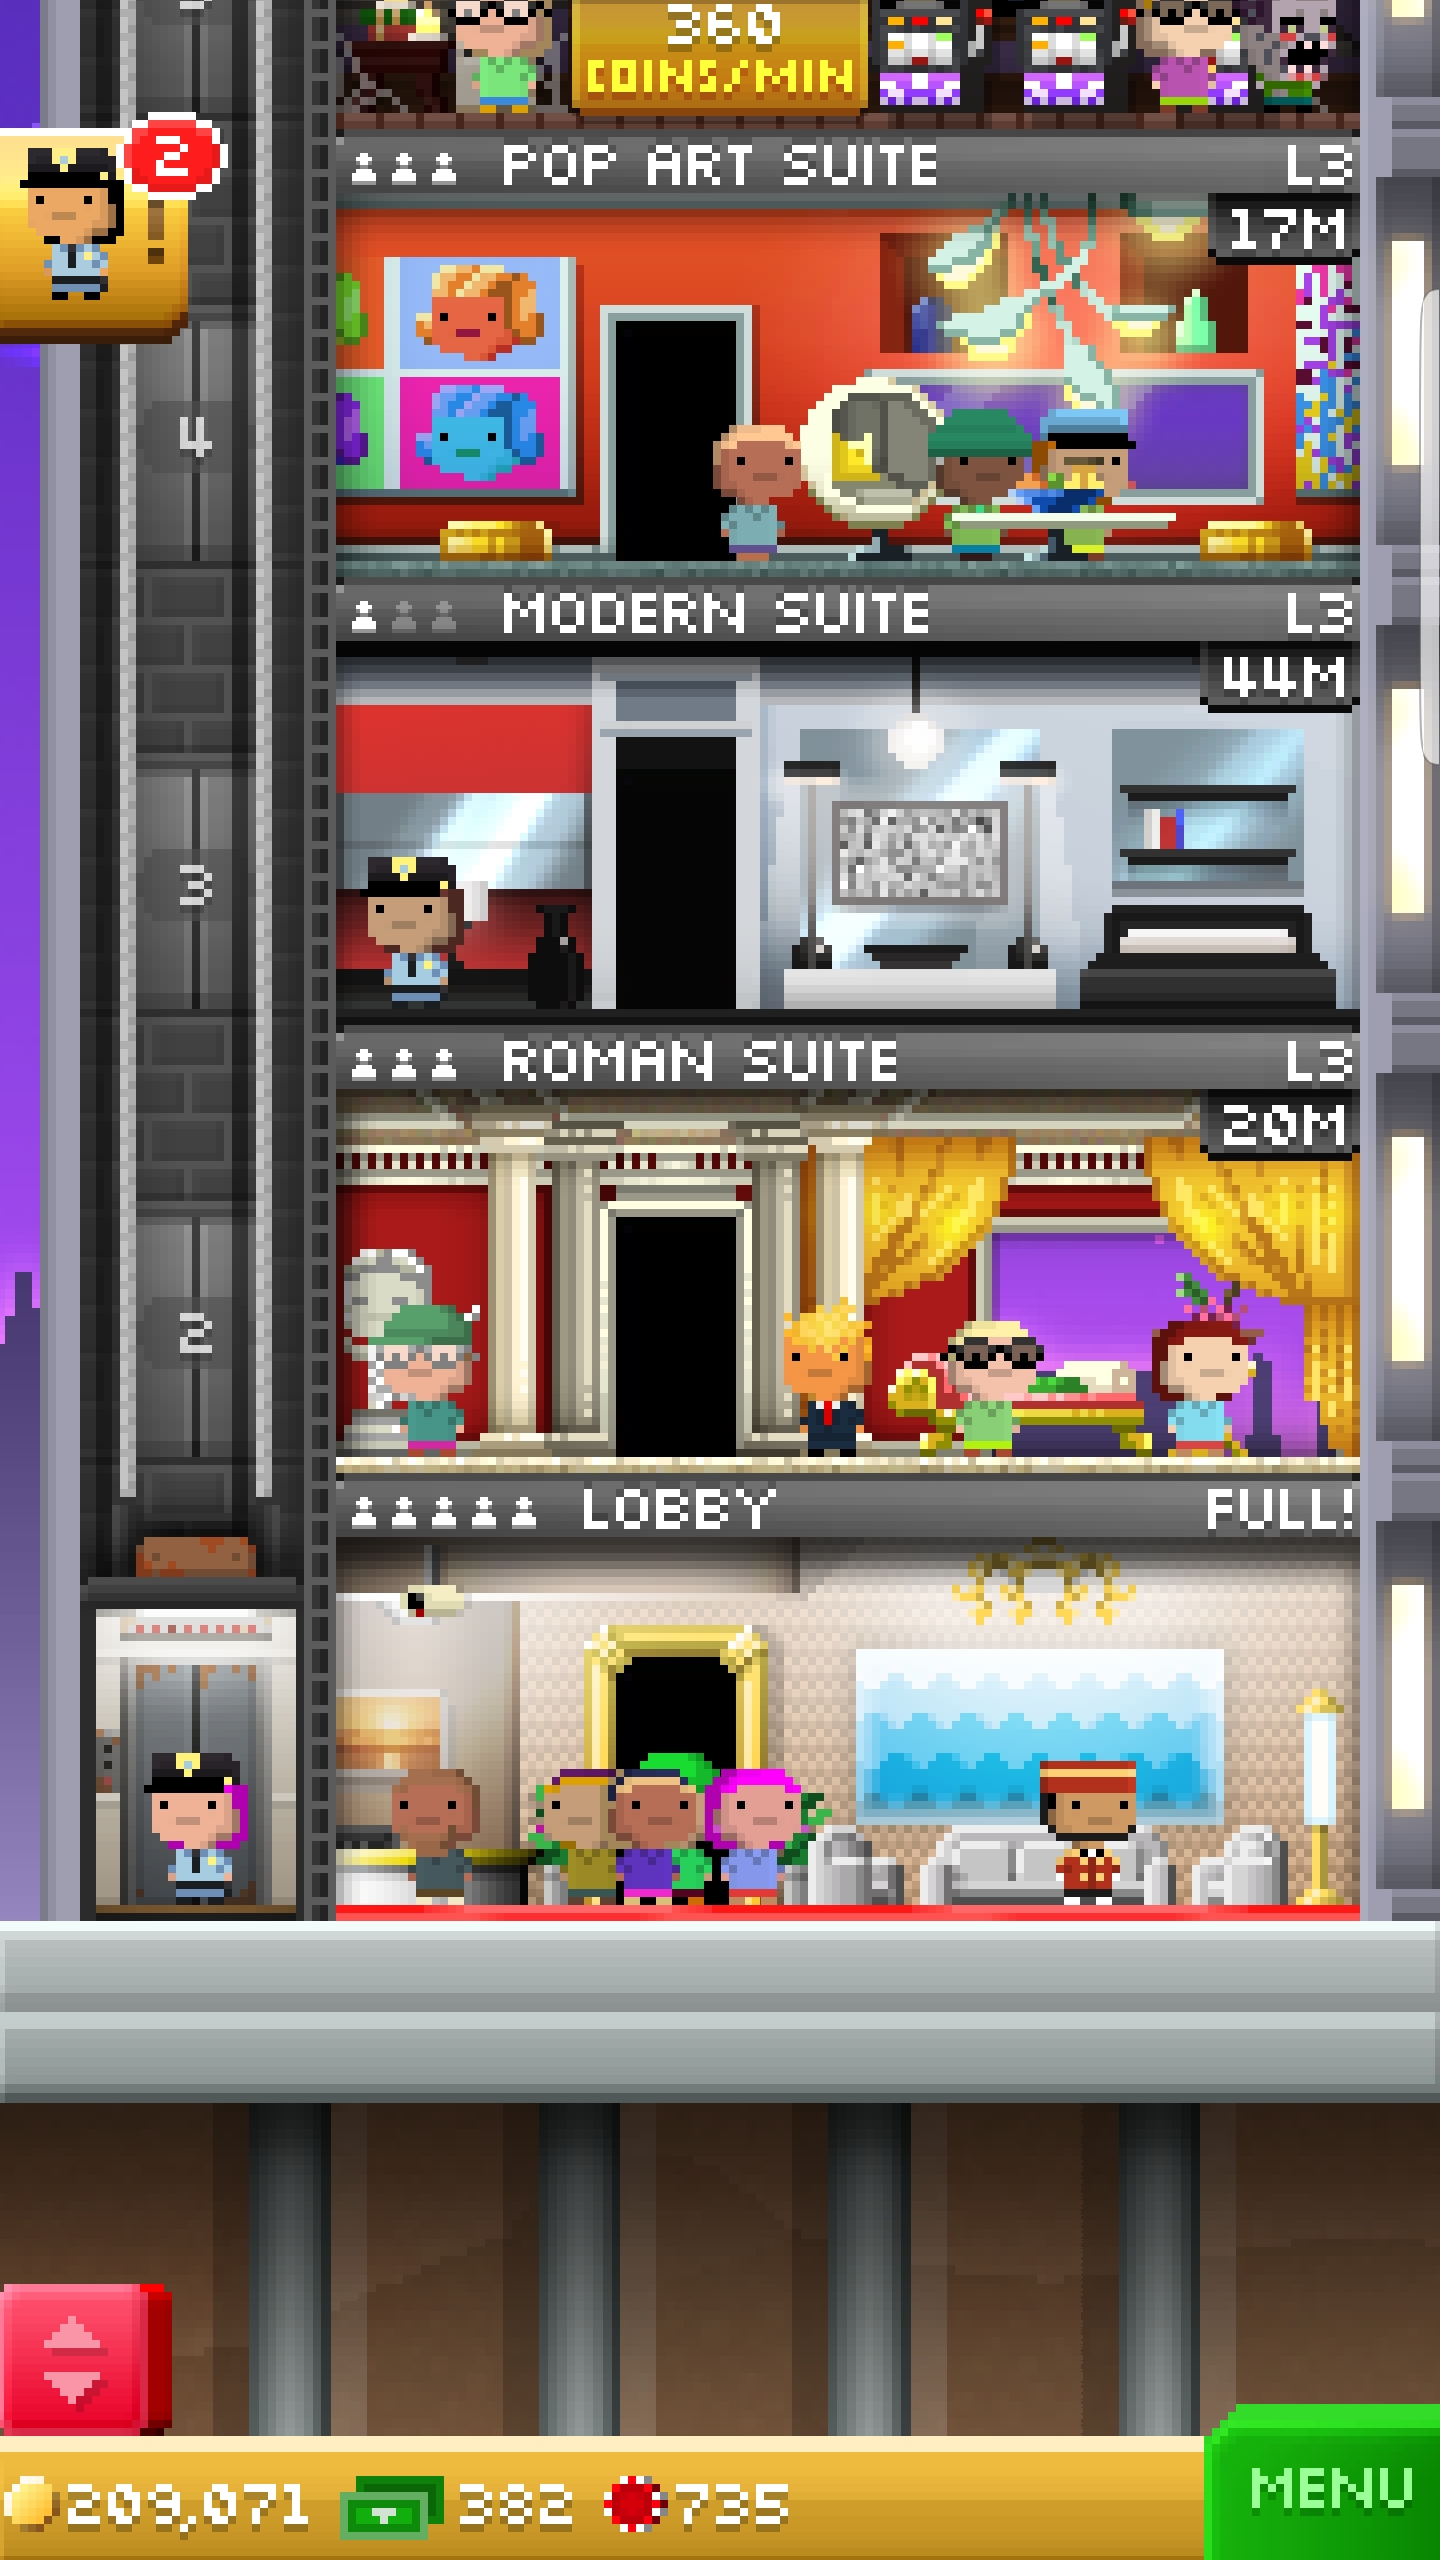 360
COINS/MIN
2
!
POP ART SUITE L3
17M
4
MODERN SUITE L3
44M
3
ROMAN SUITE L3
20M
2
LOBBY FULL!
209,071 382 735
MENU